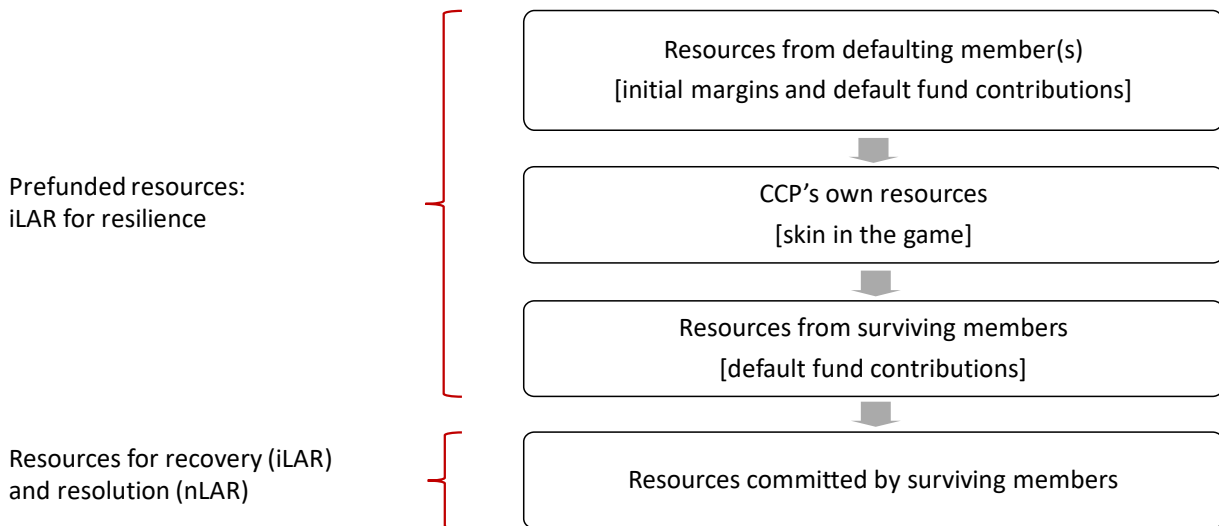 Resources from defaulting member(s)
[initial margins and default fund contributions]
Prefunded resources:
iLAR for resilience
CCP's own resources
[skin in the game]
Resources from surviving members
[default fund contributions]
Resources for recovery (iLAR)
and resolution (nLAR)
Resources committed by surviving members